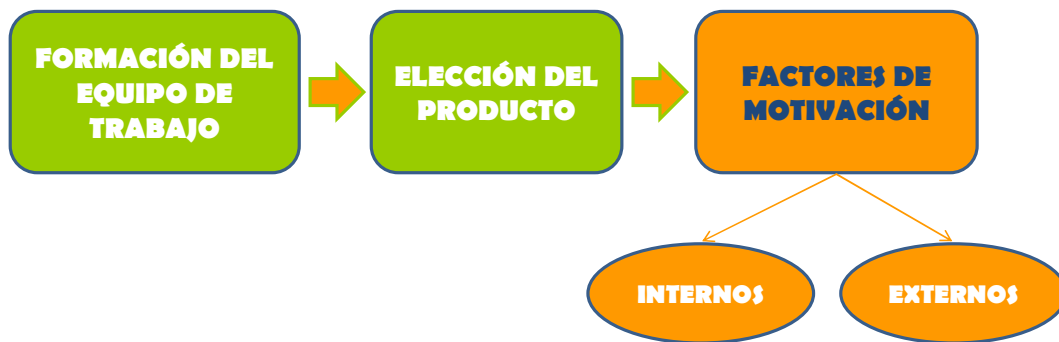 FORMACIÓN DEL
EQUIPO DE
TRABAJO
ELECCIÓN DEL
PRODUCTO
FACTORES DE
MOTIVACIÓN
INTERNOS
EXTERNOS